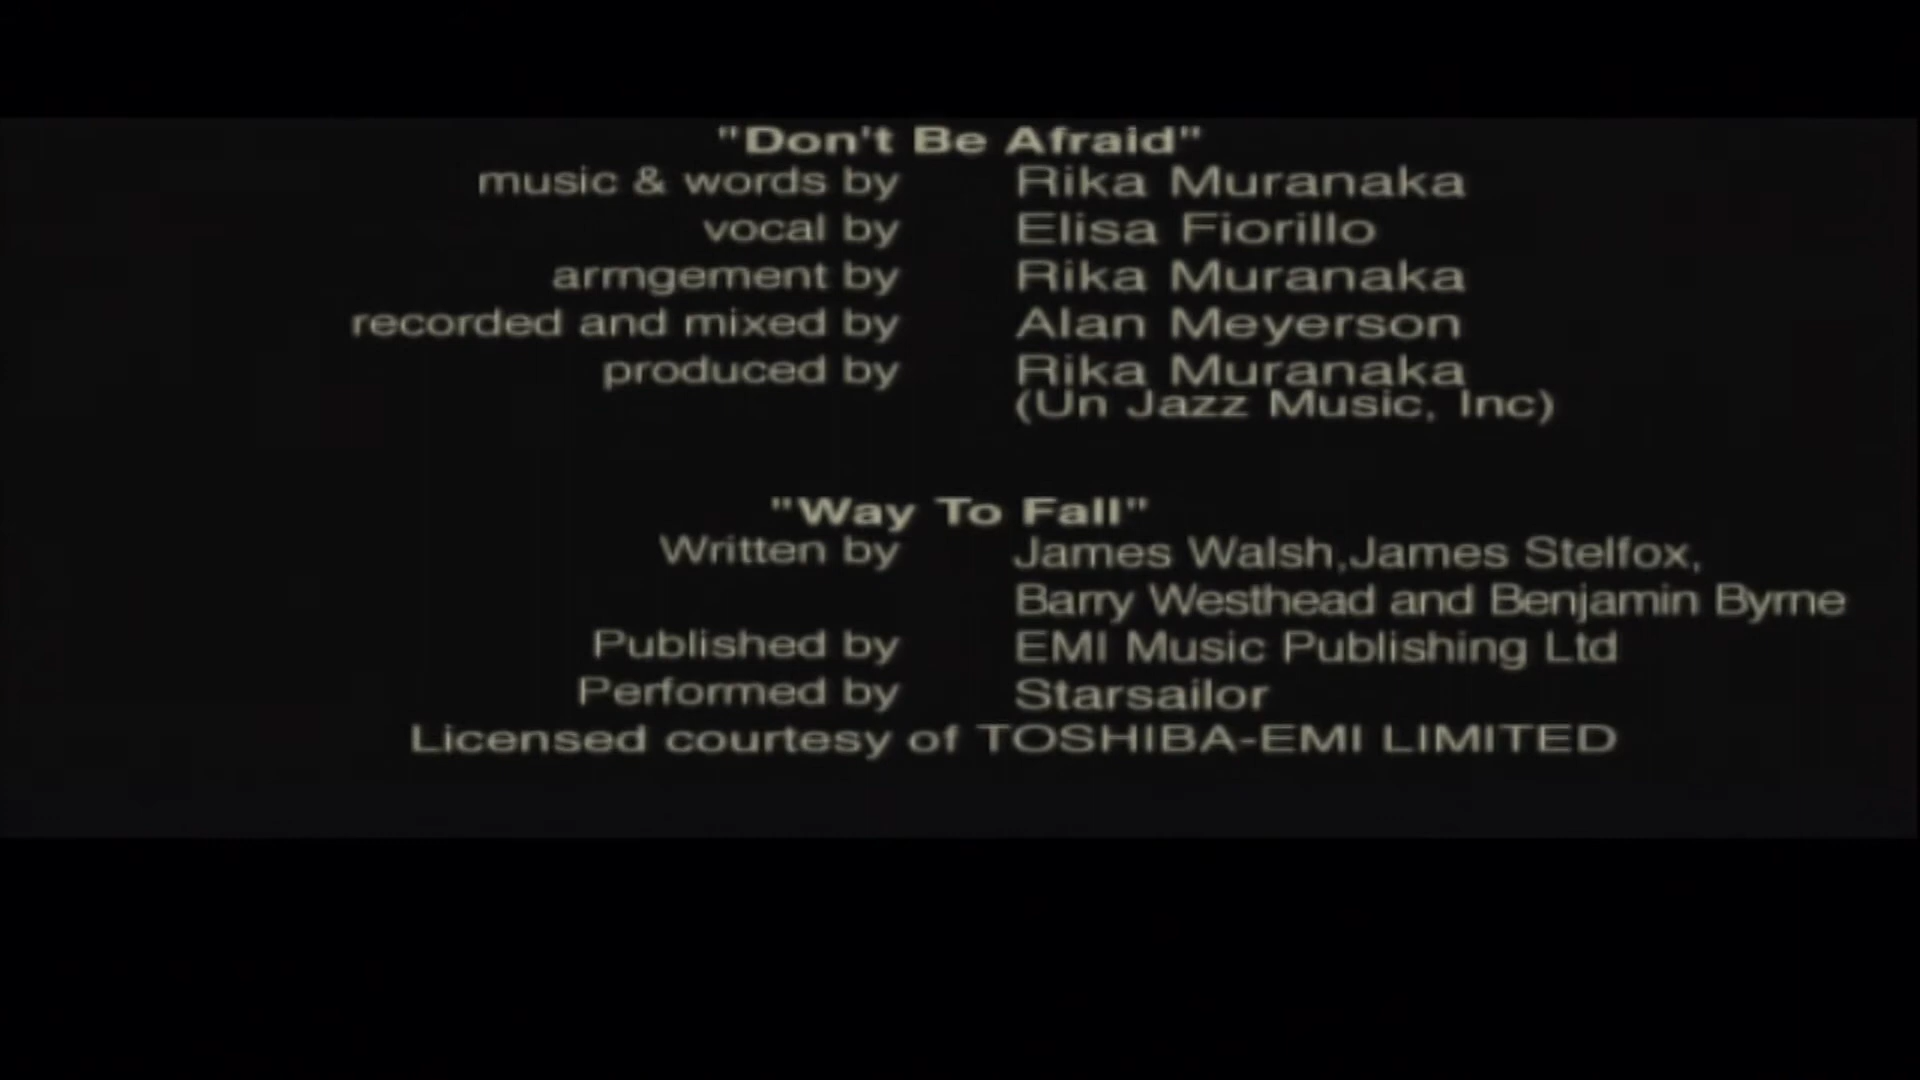 "Don't Be Afraid"
music & words by Rika Muranaka
vocal by Elisa Fiorillo
armgement by Rika Muranaka
recorded and mixed by Alan Meyerson
produced by Rika Muranaka
(Un Jazz Music, Inc)
"Way To Fall"
Written by James Walsh,James Stelfox,
Barry Westhead and Benjamin Byrne
Published by EMI Music Publishing Ltd
Performed by Starsailor
Licensed courtesy of TOSHIBA-EMI LIMITED